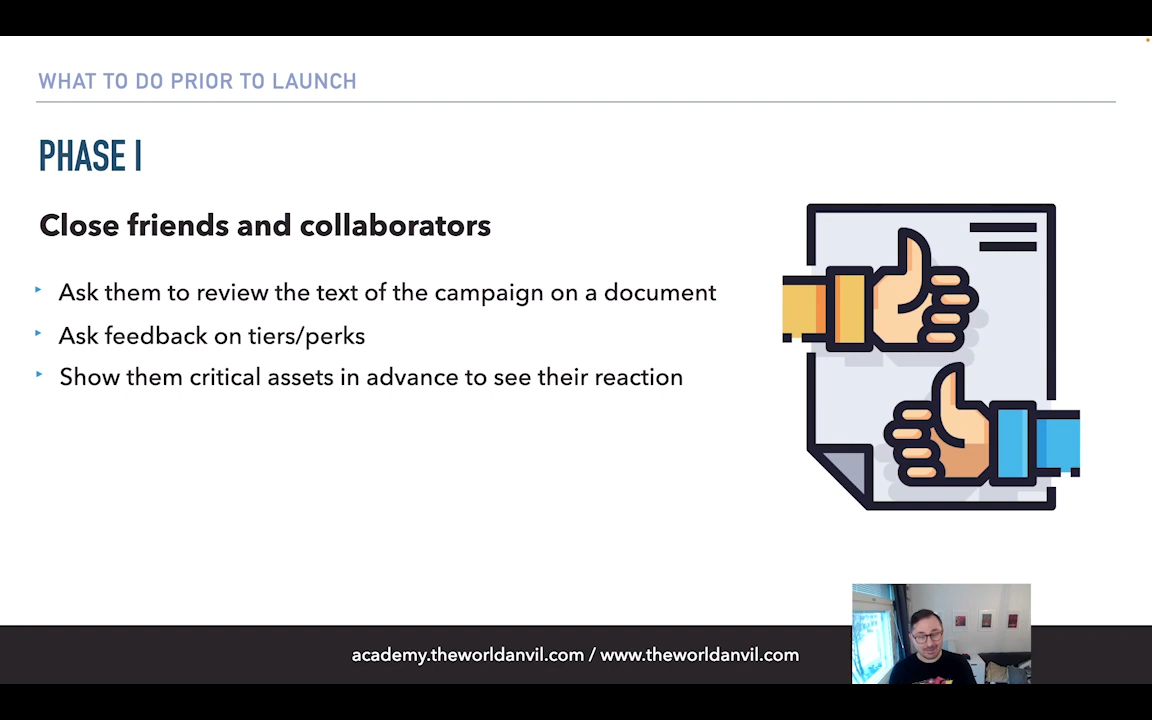 WHAT TO DO PRIOR TO LAUNCH
PHASE I
Close friends and collaborators
Ask them to review the text of the campaign on a document
Ask feedback on tiers/perks
Show them critical assets in advance to see their reaction
academy.theworldanvil.com / www.theworldanvil.com